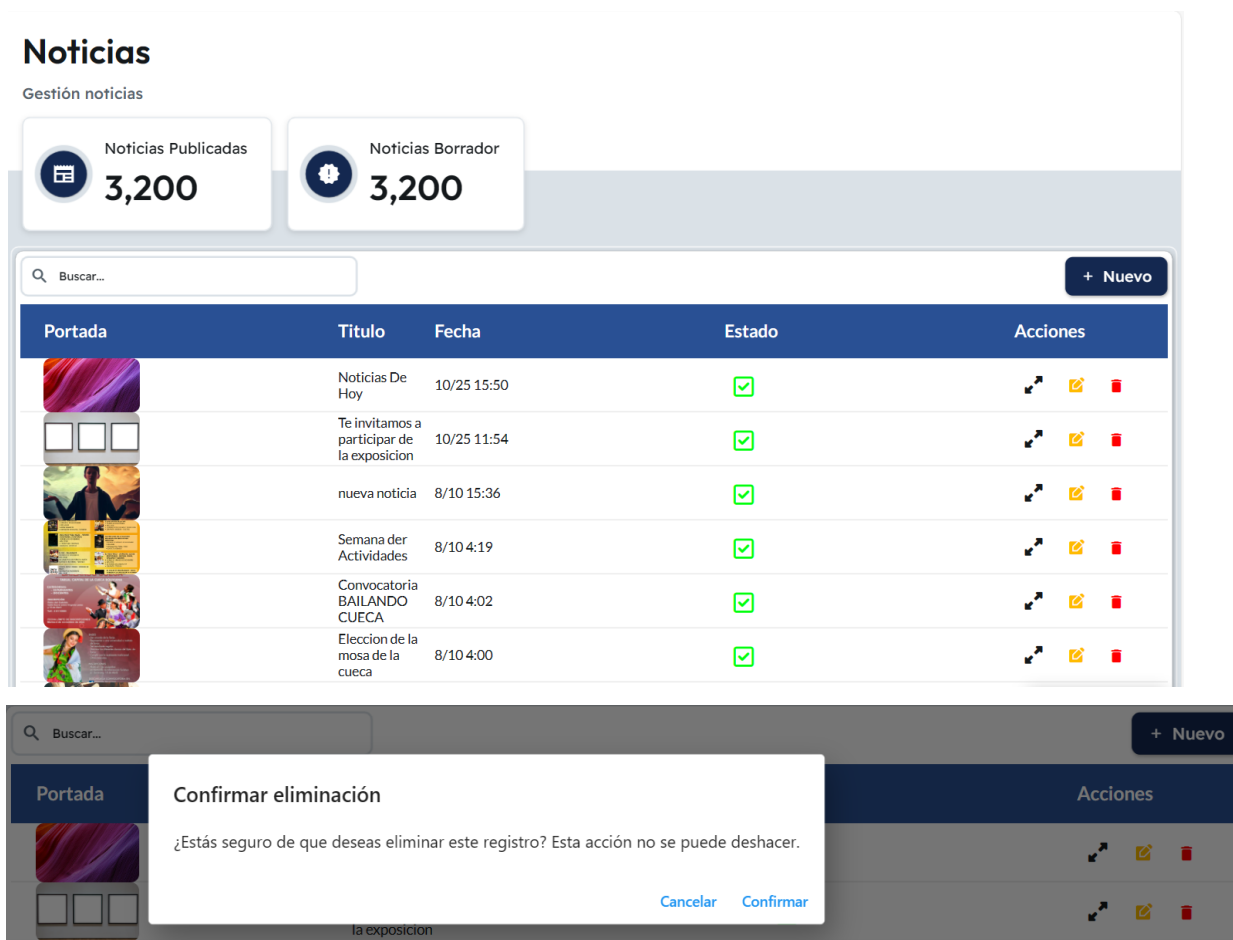 Noticias
Gestión noticias
Noticias Publicadas
3,200
Noticias Borrador
3,200
Buscar...
+ Nuevo
Portada Titulo Fecha Estado Acciones
Noticias De
Hoy
10/25 15:50
Te invitamos a
participar de
la exposicion
10/25 11:54
nueva noticia 8/10 15:36
Semana der
Actividades
8/10 4:19
Convocatoria
BAILANDO
CUECA
8/10 4:02
Eleccion de la
mosa de la
cueca
8/10 4:00
Buscar...
+ Nuevo
Portada
Acciones
Confirmar eliminación
¿Estás seguro de que deseas eliminar este registro? Esta acción no se puede deshacer.
Cancelar Confirmar
la exposicion